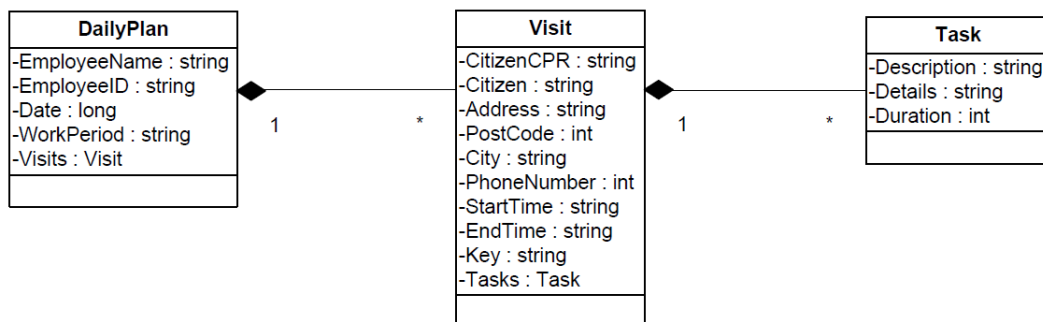 DailyPlan
-EmployeeName : string
-EmployeeID : string
-Date : long
-WorkPeriod : string
-Visits : Visit
1
*
Visit
-CitizenCPR : string
-Citizen : string
-Address : string
-PostCode : int
-City : string
-PhoneNumber : int
-StartTime : string
-EndTime : string
-Key : string
-Tasks : Task
1
*
Task
-Description : string
-Details : string
-Duration : int